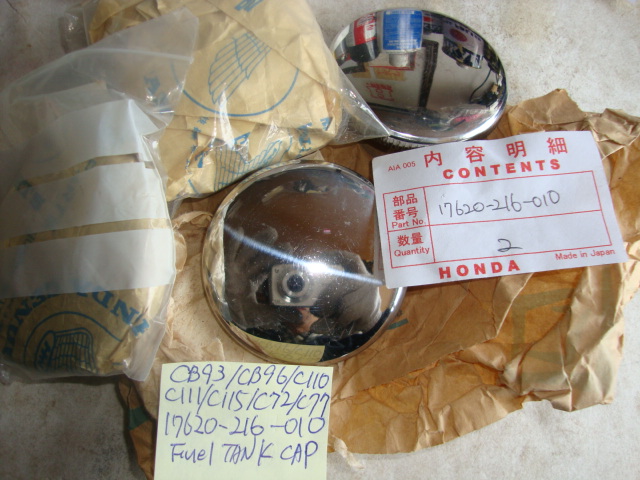 AIA 005 内容明細
CONTENTS
部品
番号
Part No.
17620-216-010
数量
Quantity
2
HONDA
Made in Japan
CB93/CB96/C110
C111/C115/C72/C77
17620-216-010
Fuel TANK CAP